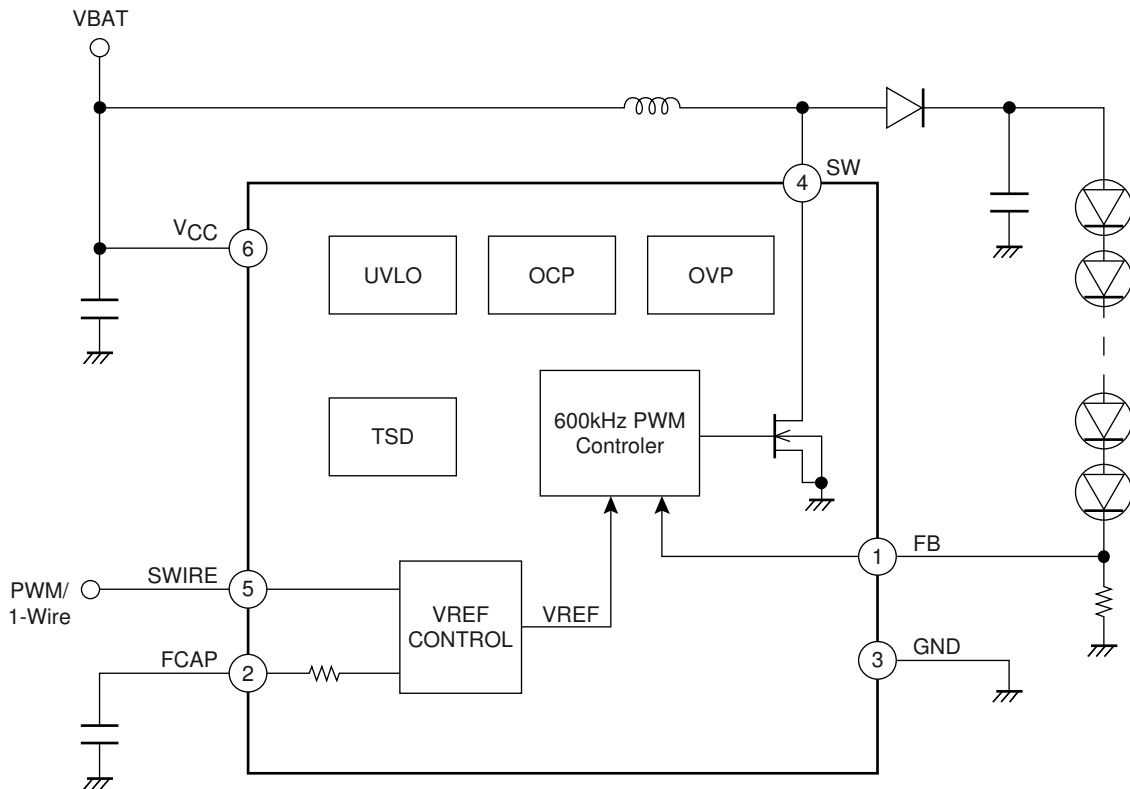 VBAT
SW
4
VCC
6
UVLO
OCP
OVP
TSD
600kHz PWM
Controler
FB
1
PWM/
1-Wire
SWIRE
5
VREF
CONTROL
VREF
FCAP
2
GND
3